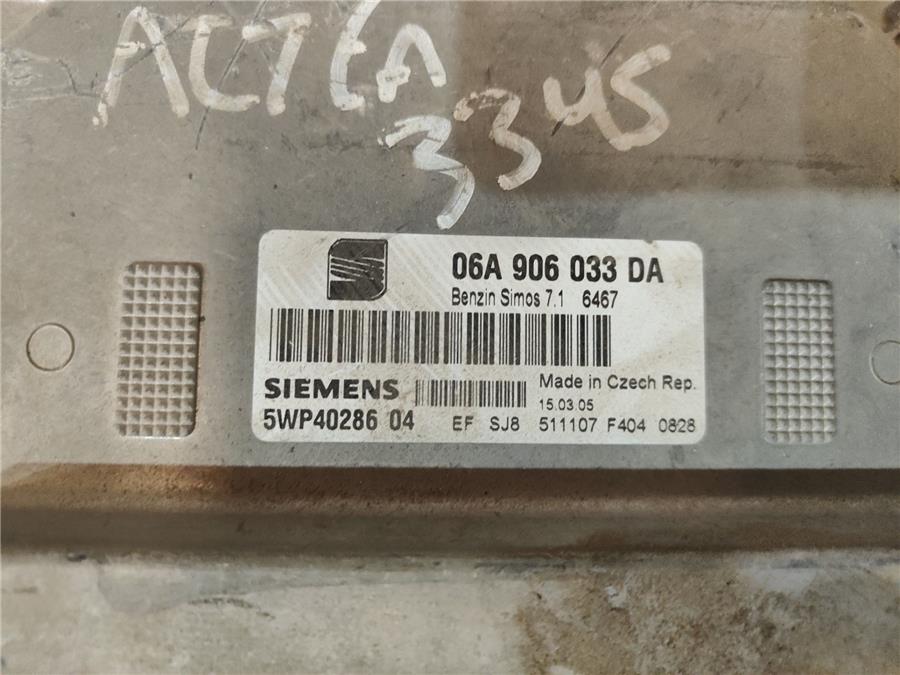 ALTEA
3345
06A 906 033 DA
Benzin Simos 7.1 6467
SIEMENS
Made in Czech Rep.
15.03.05
5WP40286 04
EF SJ8 511107 F404 0828